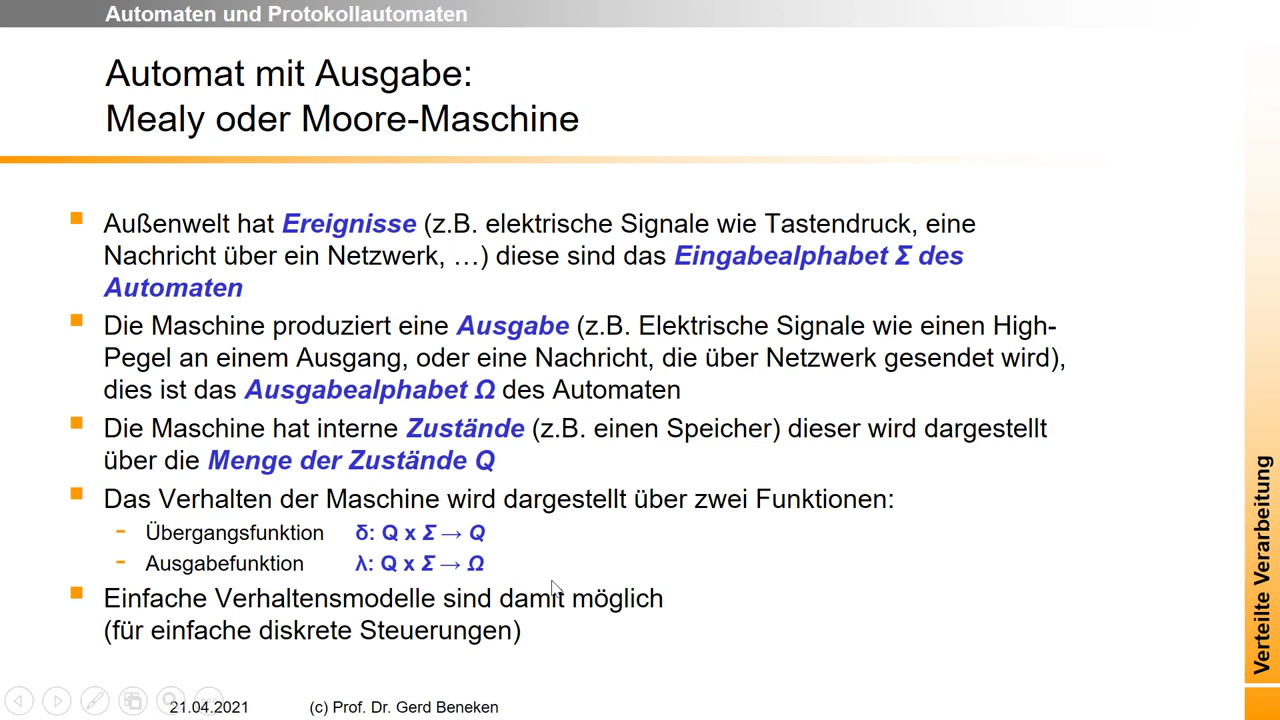 Automaten und Protokollautomaten
Automat mit Ausgabe:
Mealy oder Moore-Maschine
Außenwelt hat Ereignisse (z.B. elektrische Signale wie Tastendruck, eine
Nachricht über ein Netzwerk, …) diese sind das Eingabealphabet Σ des
Automaten
Die Maschine produziert eine Ausgabe (z.B. Elektrische Signale wie einen High-
Pegel an einem Ausgang, oder eine Nachricht, die über Netzwerk gesendet wird),
dies ist das Ausgabealphabet Ω des Automaten
Die Maschine hat interne Zustände (z.B. einen Speicher) dieser wird dargestellt
über die Menge der Zustände Q
Das Verhalten der Maschine wird dargestellt über zwei Funktionen:
- Übergangsfunktion δ: Q x Σ → Q
- Ausgabefunktion λ: Q x Σ → Ω
Einfache Verhaltensmodelle sind damit möglich
(für einfache diskrete Steuerungen)
21.04.2021 (c) Prof. Dr. Gerd Beneken
Verteilte Verarbeitung